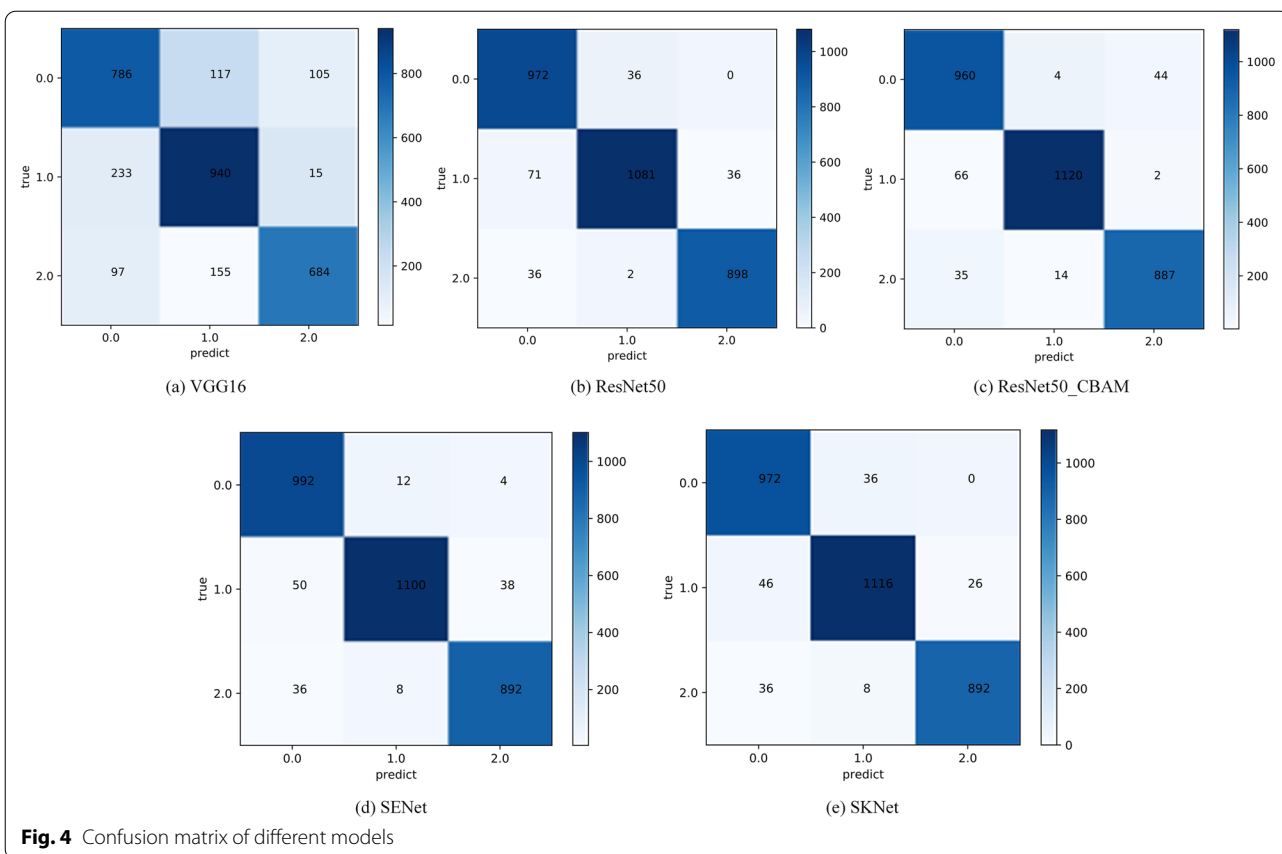 0.0 786 117 105
1.0 233 940 15
2.0 97 155 684
0.0 1.0 2.0
true
predict
800
600
400
200
(a) VGG16
0.0 972 36 0
1.0 71 1081 36
2.0 36 2 898
0.0 1.0 2.0
true
predict
1000
800
600
400
200
0
(b) ResNet50
0.0 960 4 44
1.0 66 1120 2
2.0 35 14 887
0.0 1.0 2.0
true
predict
1000
800
600
400
200
(c) ResNet50_CBAM
0.0 992 12 4
1.0 50 1100 38
2.0 36 8 892
0.0 1.0 2.0
true
predict
1000
800
600
400
200
(d) SENet
0.0 972 36 0
1.0 46 1116 26
2.0 36 8 892
0.0 1.0 2.0
true
predict
1000
800
600
400
200
0
(e) SKNet
Fig. 4 Confusion matrix of different models